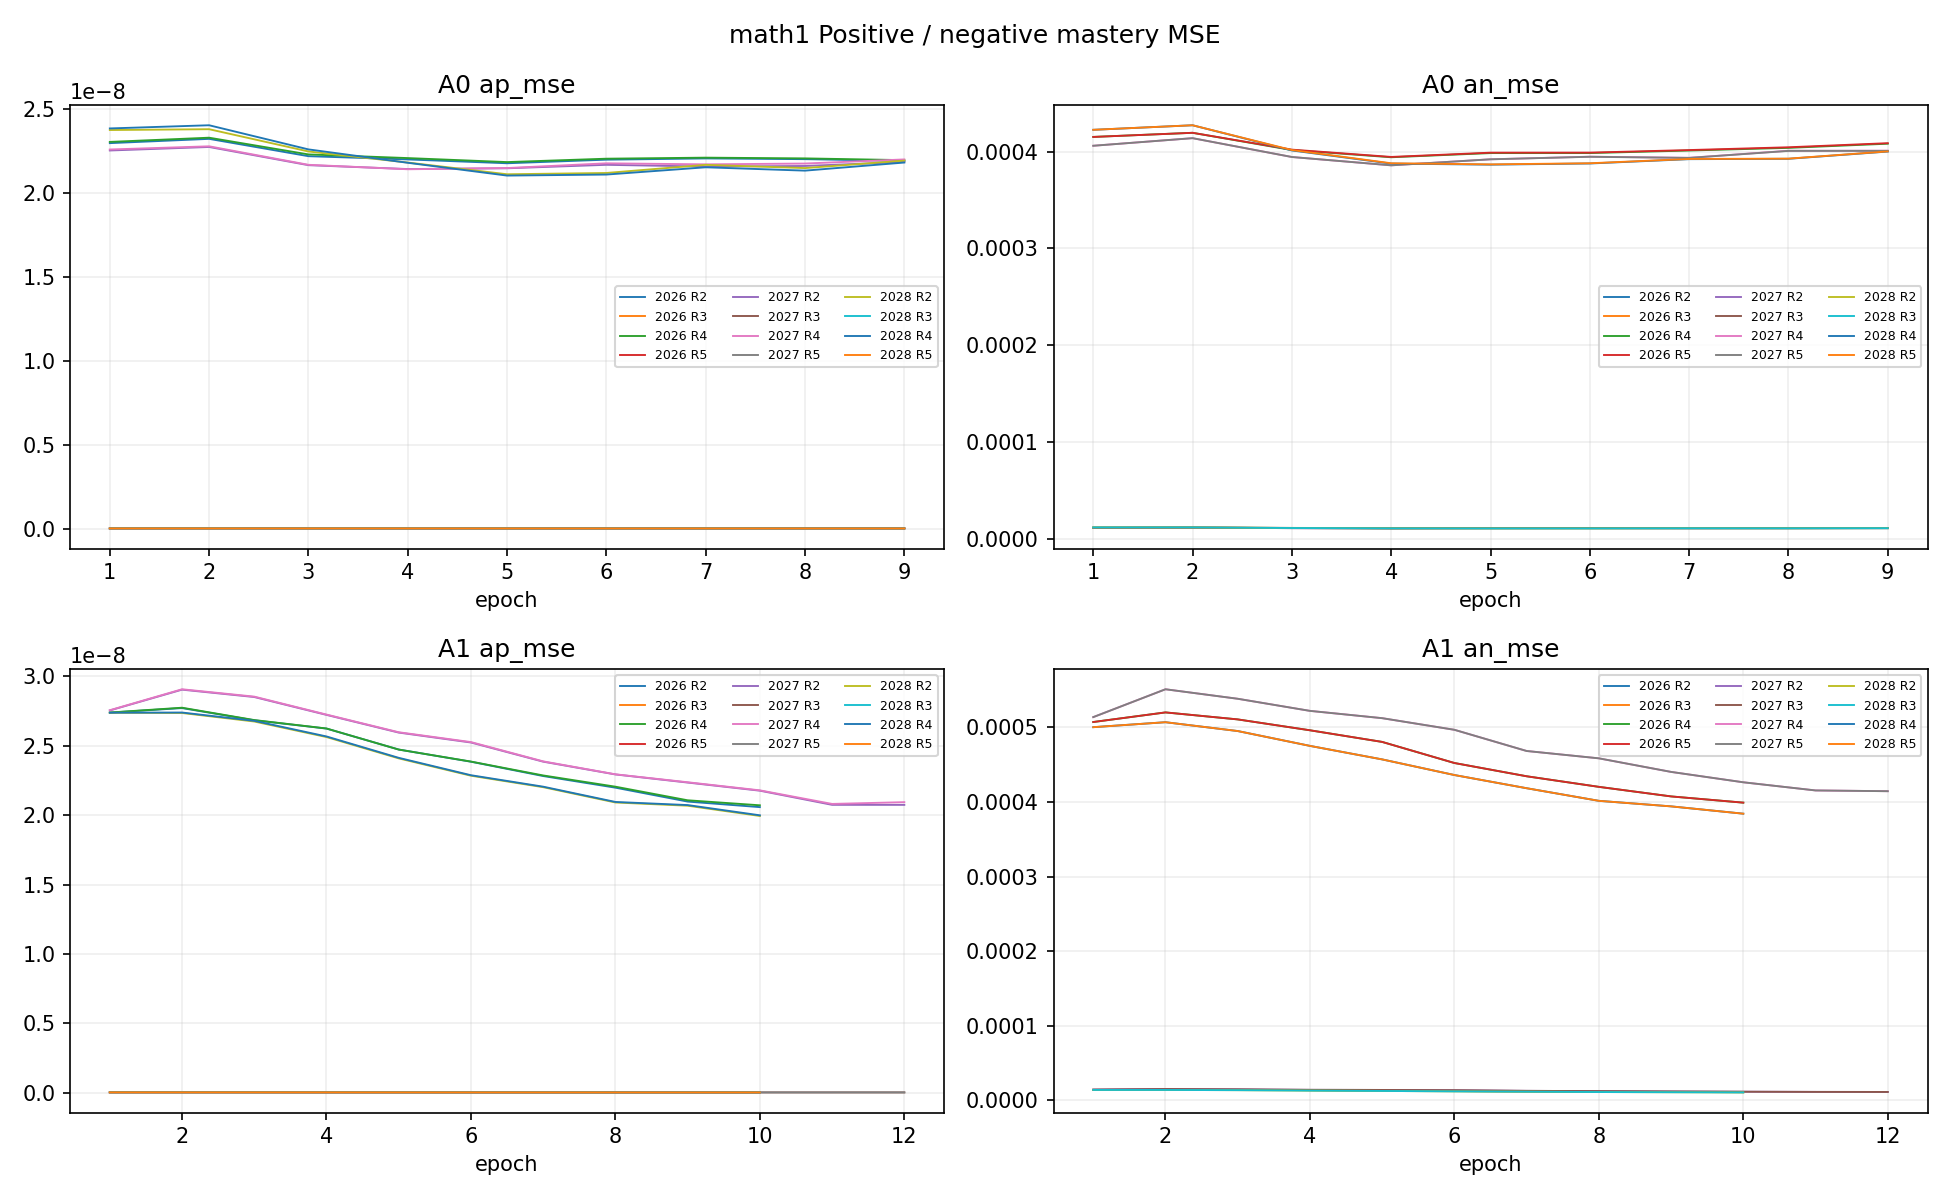 math1 Positive / negative mastery MSE
A0 ap_mse
1e−8
2.5
2.0
1.5
1.0
0.5
0.0
1 2 3 4 5 6 7 8 9
epoch
2026 R2 2027 R2 2028 R2
2026 R3 2027 R3 2028 R3
2026 R4 2027 R4 2028 R4
2026 R5 2027 R5 2028 R5
A0 an_mse
0.0004
0.0003
0.0002
0.0001
0.0000
1 2 3 4 5 6 7 8 9
epoch
2026 R2 2027 R2 2028 R2
2026 R3 2027 R3 2028 R3
2026 R4 2027 R4 2028 R4
2026 R5 2027 R5 2028 R5
A1 ap_mse
1e−8
3.0
2.5
2.0
1.5
1.0
0.5
0.0
2 4 6 8 10 12
epoch
2026 R2 2027 R2 2028 R2
2026 R3 2027 R3 2028 R3
2026 R4 2027 R4 2028 R4
2026 R5 2027 R5 2028 R5
A1 an_mse
0.0005
0.0004
0.0003
0.0002
0.0001
0.0000
2 4 6 8 10 12
epoch
2026 R2 2027 R2 2028 R2
2026 R3 2027 R3 2028 R3
2026 R4 2027 R4 2028 R4
2026 R5 2027 R5 2028 R5